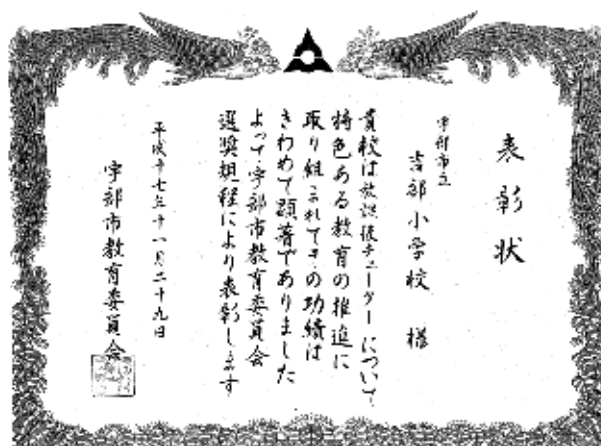 表彰状
宇部市立
吉部小学校 様
貴校は放課後チューターについて
特色ある教育の推進に
取り組まれてその功績は
きわめて顕著でありました
よって宇部市教育委員会
選奨規程により表彰します
平成十七年十一月二十九日
宇部市教育委員会